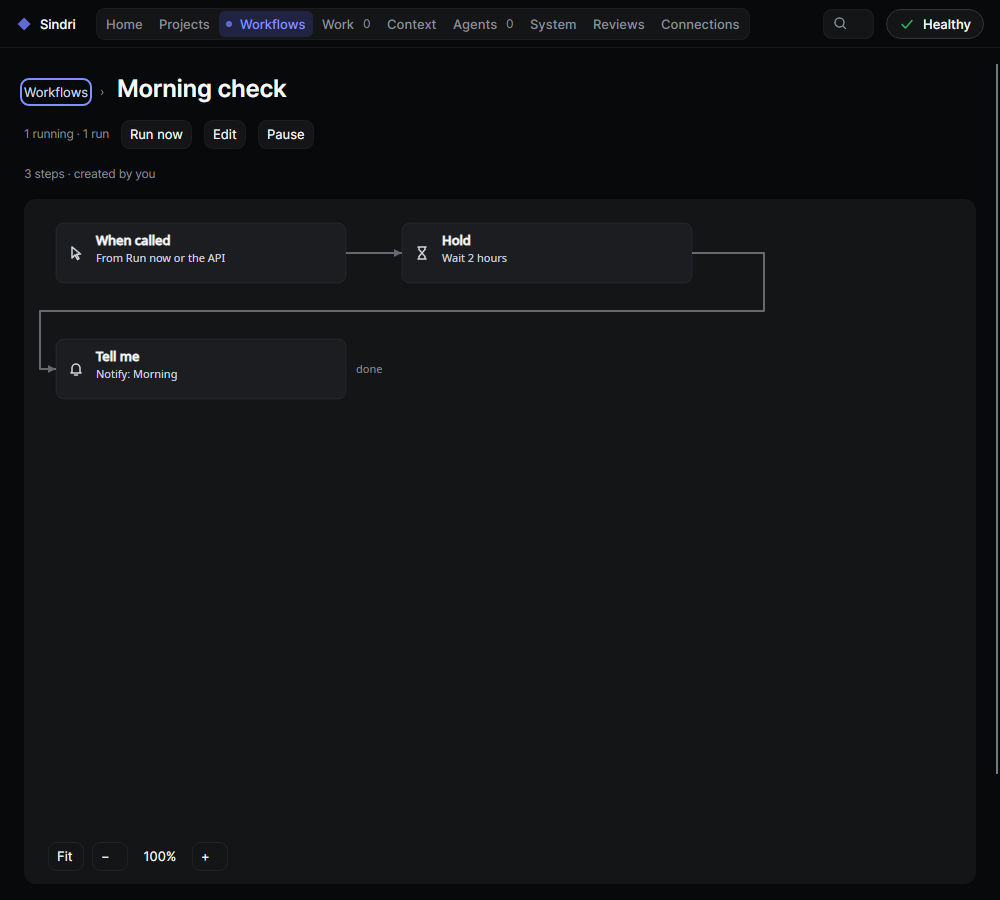 Sindri Home Projects Workflows Work 0 Context Agents 0 System Reviews Connections Healthy
Workflows › Morning check
1 running · 1 run Run now Edit Pause
3 steps · created by you
When called
From Run now or the API
Hold
Wait 2 hours
Tell me
Notify: Morning
done
Fit − 100% +